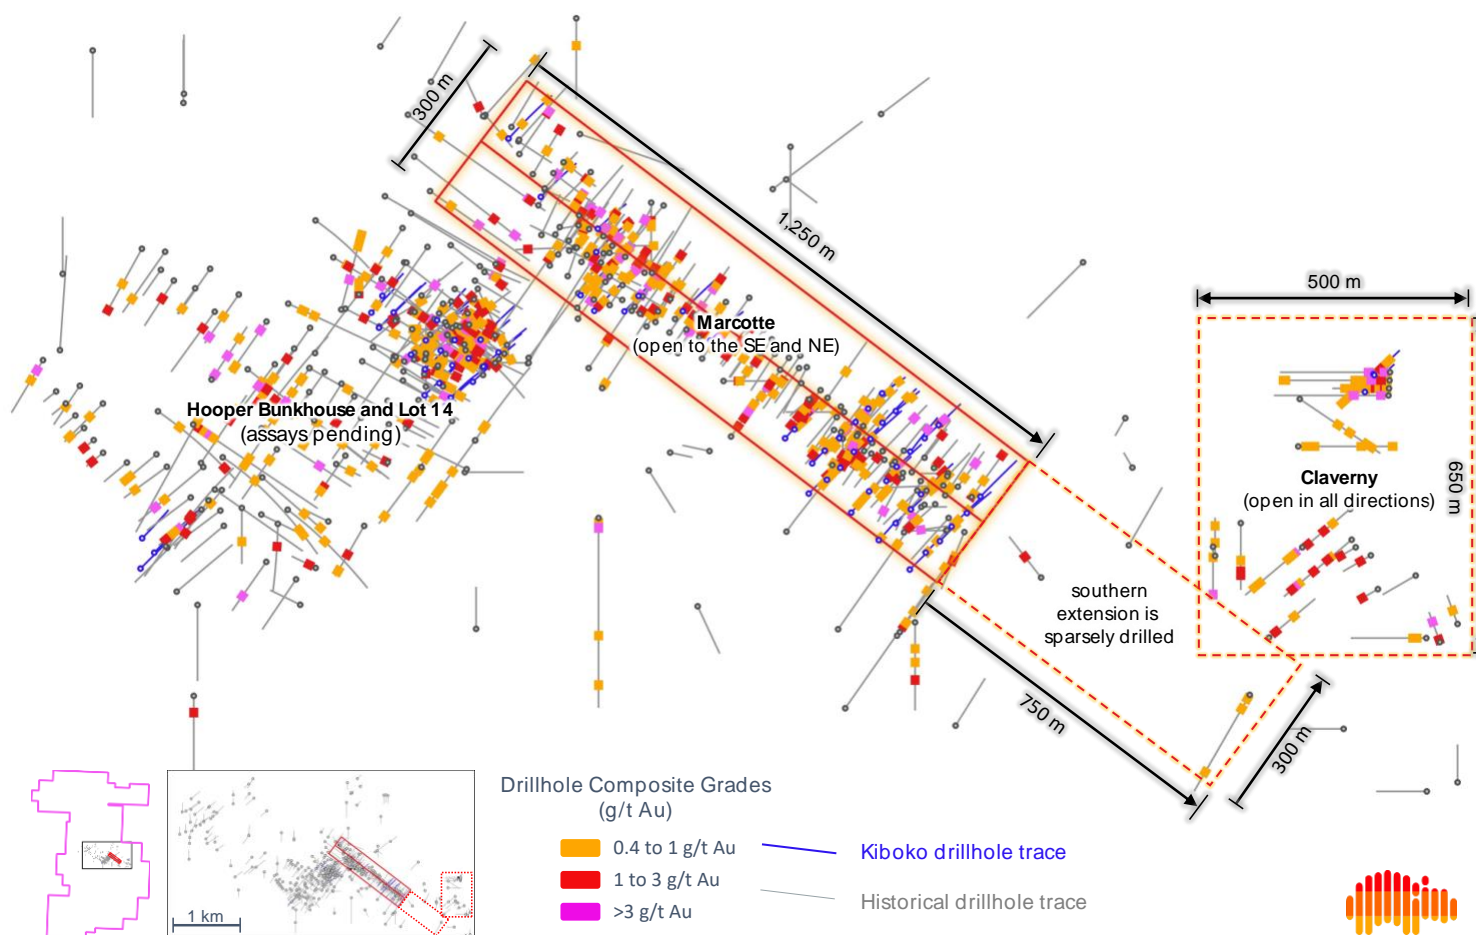 300 m
1,250 m
500 m
Marcotte
(open to the SE and NE)
Hooper Bunkhouse and Lot 14
(assays pending)
Claverny
(open in all directions)
650 m
southern
extension is
sparsely drilled
750 m
300 m
Drillhole Composite Grades
(g/t Au)
0.4 to 1 g/t Au
1 to 3 g/t Au
>3 g/t Au
Kiboko drillhole trace
Historical drillhole trace
1 km